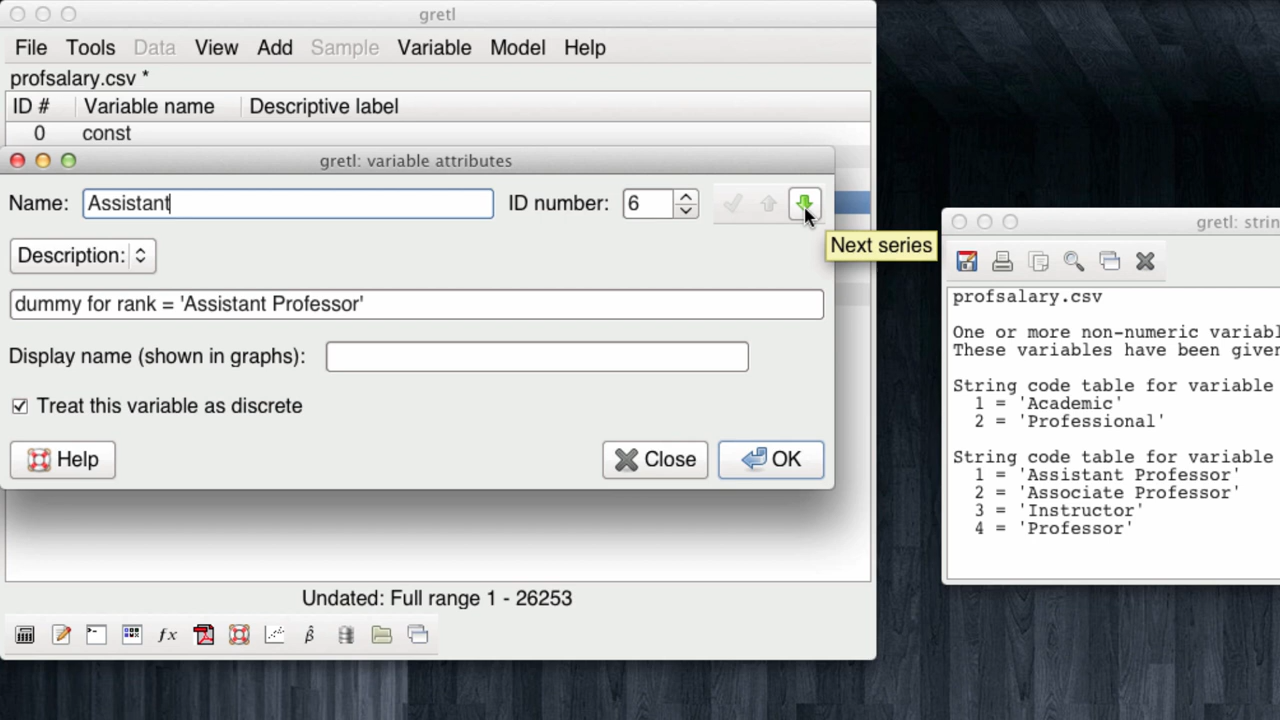 gretl
File Tools Data View Add Sample Variable Model Help
profsalary.csv *
ID # Variable name Descriptive label
0 const
gretl: variable attributes
Name: Assistant ID number: 6
Next series
Description:
dummy for rank = 'Assistant Professor'
Display name (shown in graphs):
Treat this variable as discrete
Help Close OK
Undated: Full range 1 - 26253
fx
β̂
gretl: strin
profsalary.csv
One or more non-numeric variabl
These variables have been given
String code table for variable
1 = 'Academic'
2 = 'Professional'
String code table for variable
1 = 'Assistant Professor'
2 = 'Associate Professor'
3 = 'Instructor'
4 = 'Professor'